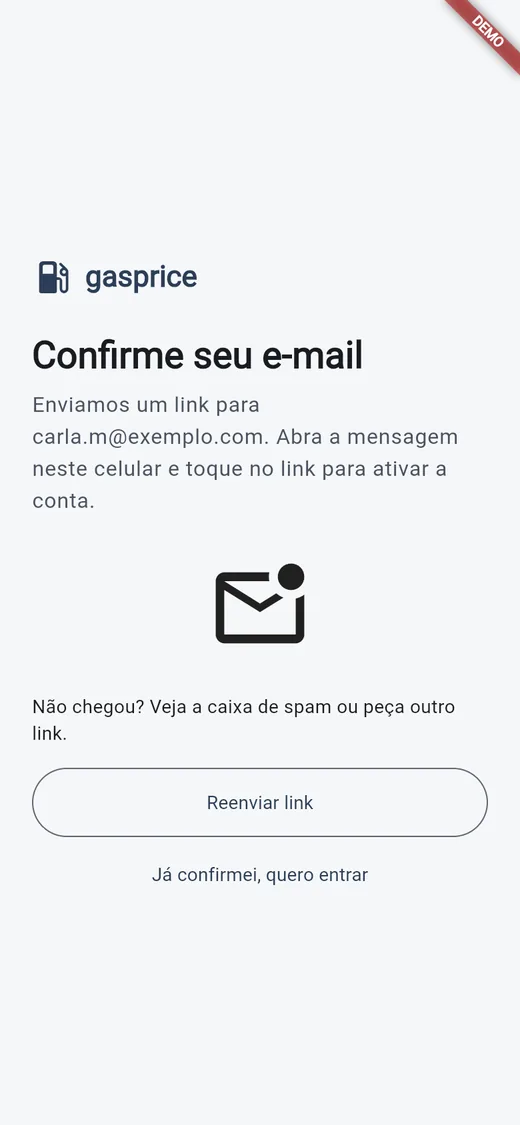 DEMO
gasprice
Confirme seu e-mail
Enviamos um link para
carla.m@exemplo.com. Abra a mensagem
neste celular e toque no link para ativar a
conta.
Não chegou? Veja a caixa de spam ou peça outro
link.
Reenviar link
Já confirmei, quero entrar